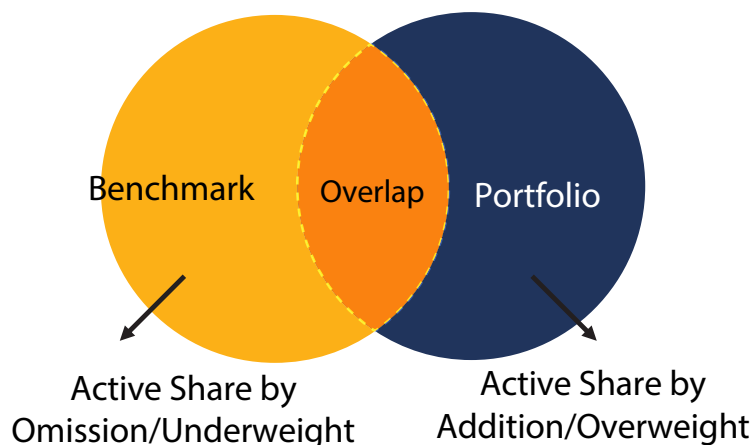 Benchmark
Overlap
Portfolio
Active Share by
Omission/Underweight
Active Share by
Addition/Overweight